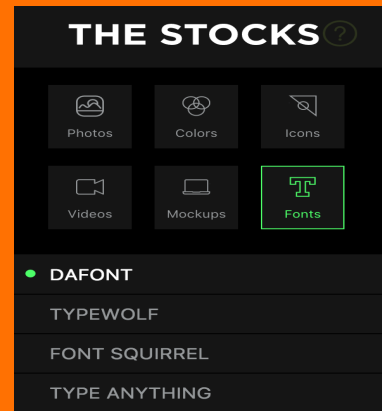 THE STOCKS ?
Photos Colors Icons
Videos Mockups Fonts
DAFONT
TYPEWOLF
FONT SQUIRREL
TYPE ANYTHING